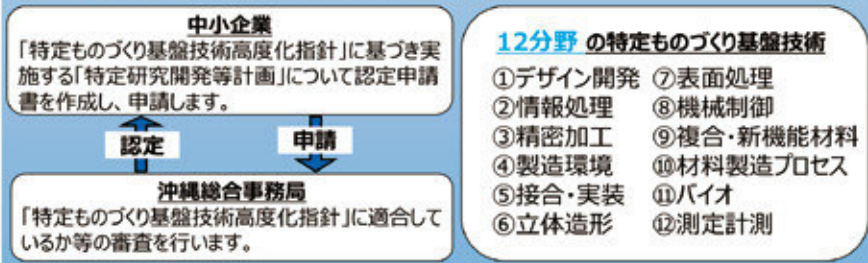 中小企業
「特定ものづくり基盤技術高度化指針」に基づき実
施する「特定研究開発等計画」について認定申請
書を作成し、申請します。
認定
申請
沖縄総合事務局
「特定ものづくり基盤技術高度化指針」に適合して
いるか等の審査を行います。
12分野 の特定ものづくり基盤技術
①デザイン開発 ⑦表面処理
②情報処理 ⑧機械制御
③精密加工 ⑨複合・新機能材料
④製造環境 ⑩材料製造プロセス
⑤接合・実装 ⑪バイオ
⑥立体造形 ⑫測定計測